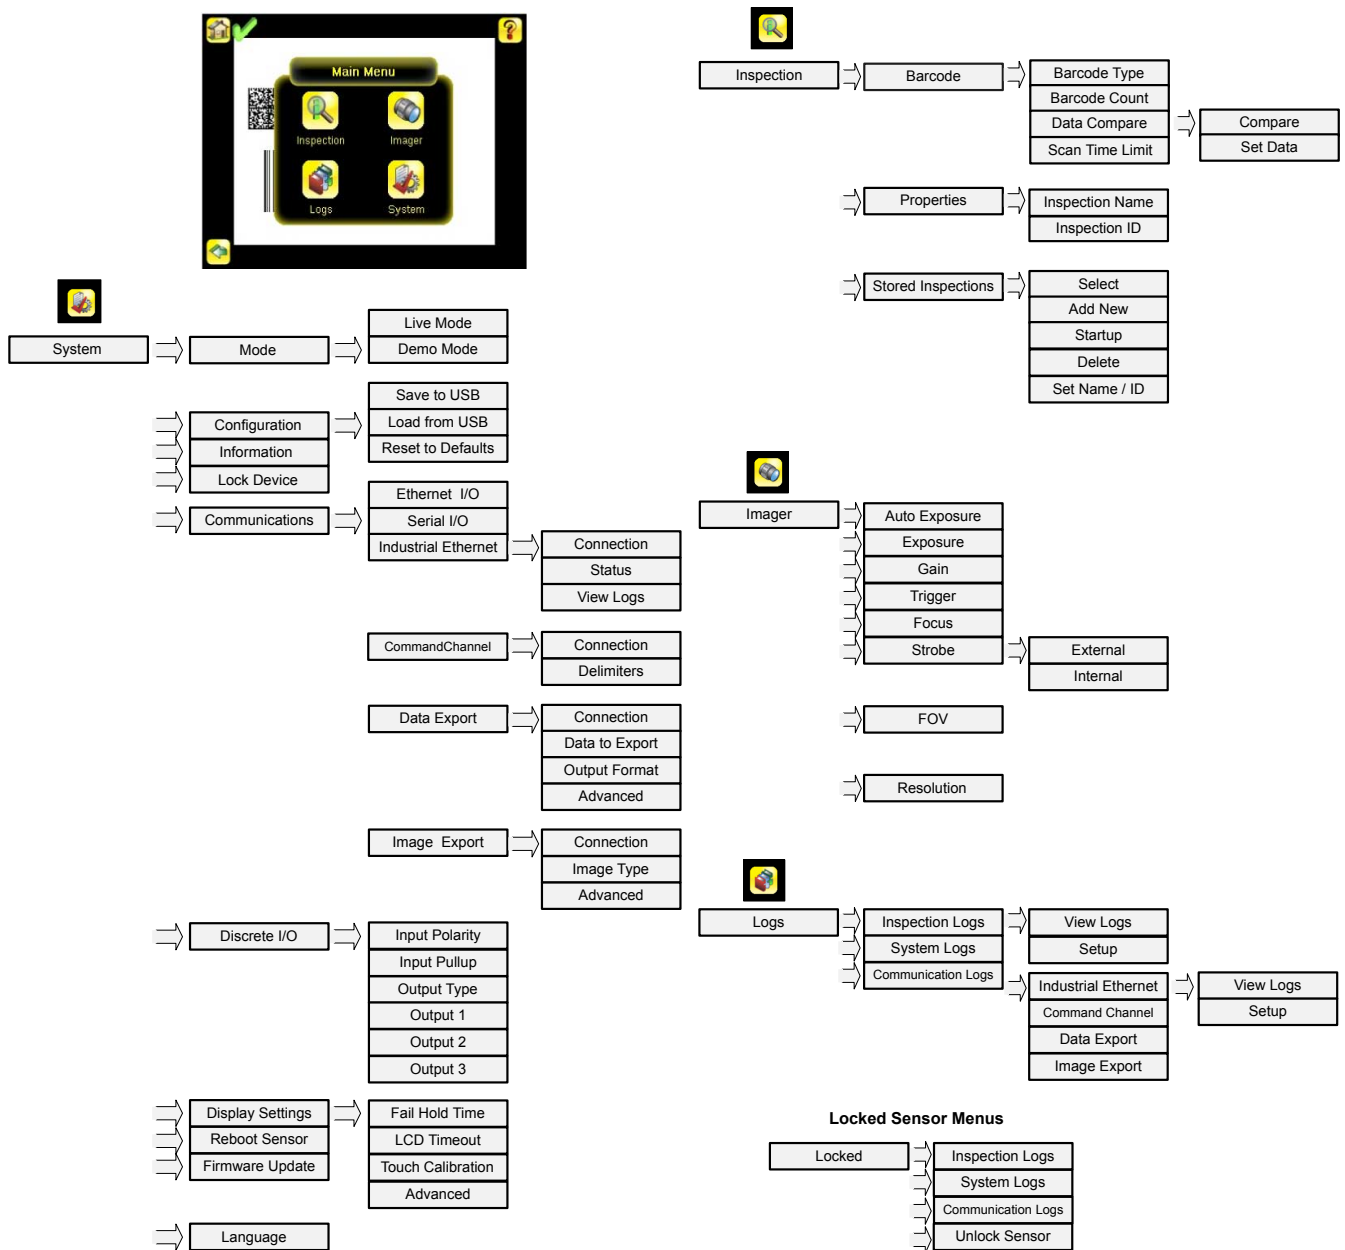 Main Menu
Inspection
Imager
Logs
System
System
Mode
Live Mode
Demo Mode
Configuration
Information
Lock Device
Save to USB
Load from USB
Reset to Defaults
Communications
Ethernet I/O
Serial I/O
Industrial Ethernet
Connection
Status
View Logs
CommandChannel
Connection
Delimiters
Data Export
Connection
Data to Export
Output Format
Advanced
Image Export
Connection
Image Type
Advanced
Discrete I/O
Input Polarity
Input Pullup
Output Type
Output 1
Output 2
Output 3
Display Settings
Reboot Sensor
Firmware Update
Fail Hold Time
LCD Timeout
Touch Calibration
Advanced
Language
Inspection
Barcode
Barcode Type
Barcode Count
Data Compare
Scan Time Limit
Compare
Set Data
Properties
Inspection Name
Inspection ID
Stored Inspections
Select
Add New
Startup
Delete
Set Name / ID
Imager
Auto Exposure
Exposure
Gain
Trigger
Focus
Strobe
External
Internal
FOV
Resolution
Logs
Inspection Logs
System Logs
Communication Logs
View Logs
Setup
Industrial Ethernet
Command Channel
Data Export
Image Export
View Logs
Setup
Locked Sensor Menus
Locked
Inspection Logs
System Logs
Communication Logs
Unlock Sensor